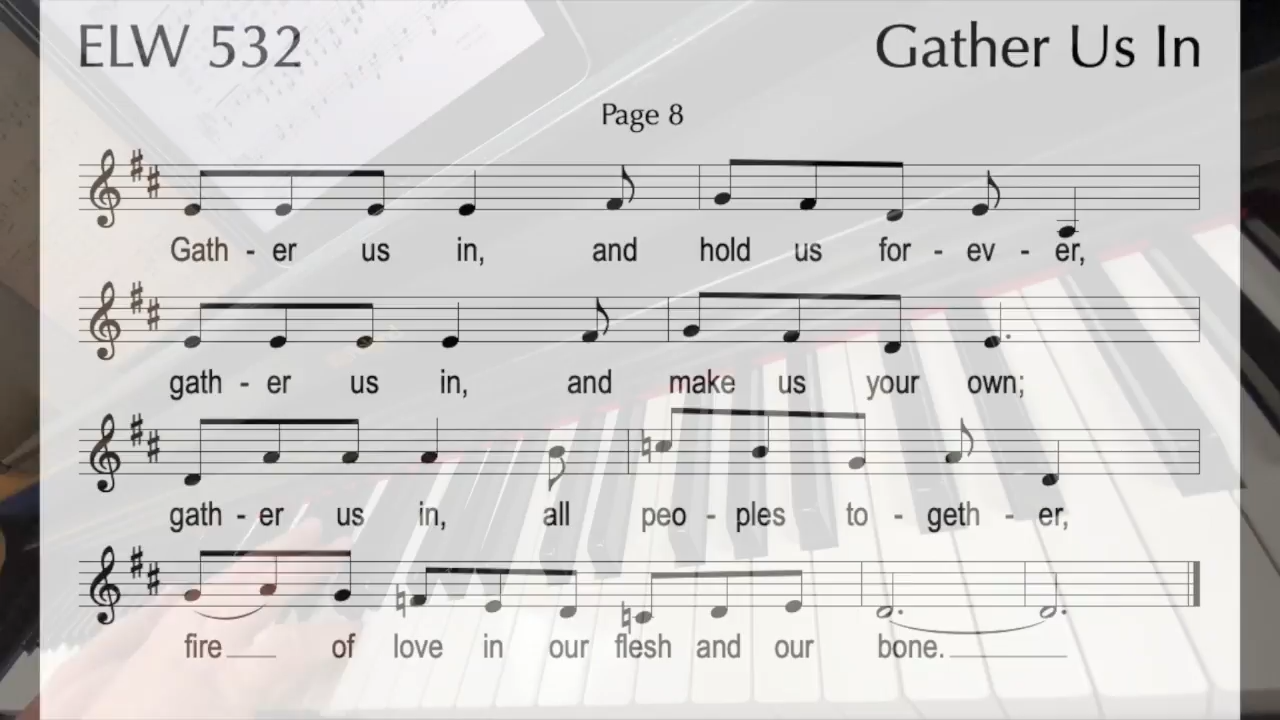 ELW 532 Gather Us In
Page 8
Gath - er us in, and hold us for - ev - er,
gath - er us in, and make us your own;
gath - er us in, all peo - ples to - geth - er,
fire of love in our flesh and our bone.